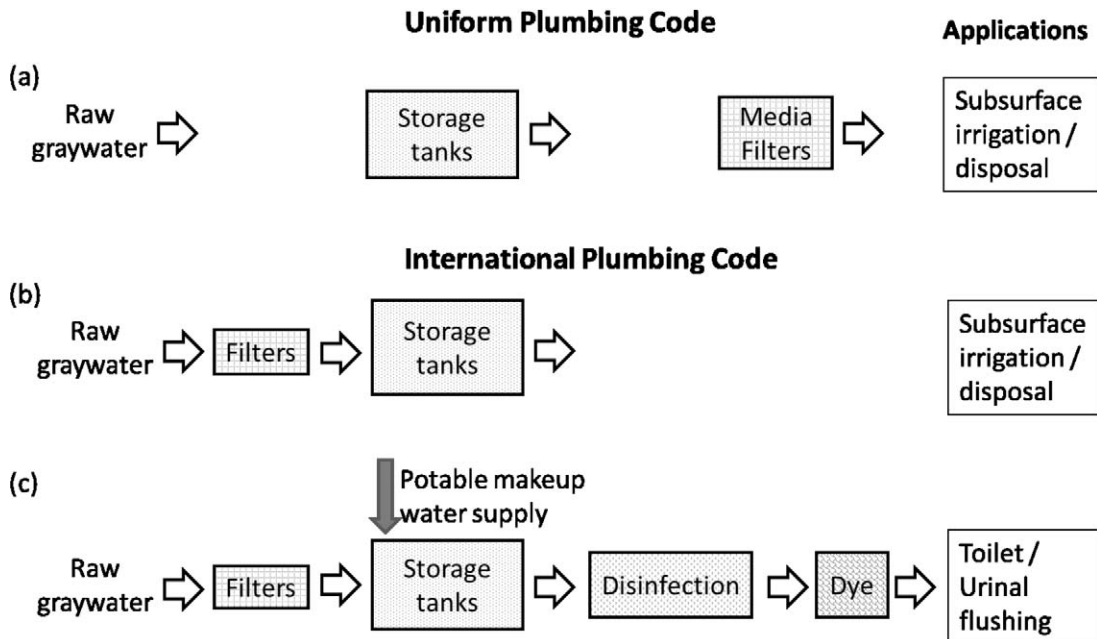 Uniform Plumbing Code
Applications
(a)
Raw
graywater
Storage
tanks
Media
Filters
Subsurface
irrigation /
disposal
International Plumbing Code
(b)
Raw
graywater
Filters
Storage
tanks
Subsurface
irrigation /
disposal
(c)
Potable makeup
water supply
Raw
graywater
Filters
Storage
tanks
Disinfection
Dye
Toilet /
Urinal
flushing